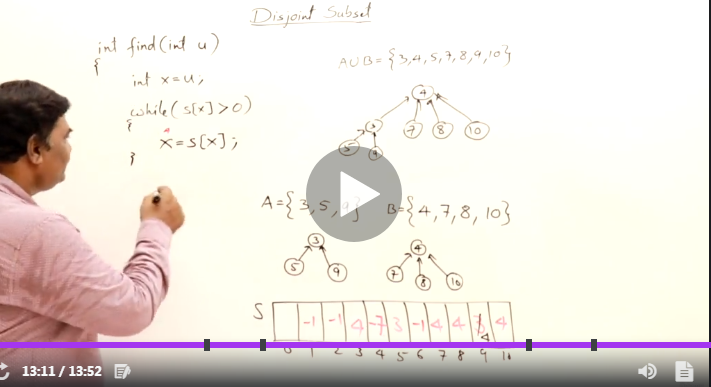 Disjoint Subset
int find(int u)
{
int x=u;
while(s[x]>0)
{
x=s[x];
}
AUB={3,4,5,7,8,9,10}
4
3 7 8 10
5 9
A={3,5,9} B={4,7,8,10}
3 4
5 9 7 8 10
S -1 -1 4 -7 3 -1 4 4 4
0 1 2 3 4 5 6 7 8 9 10
13:11 / 13:52